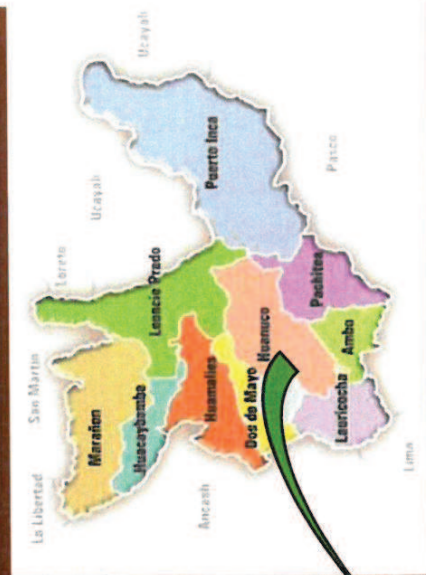 La Libertad
San Martin
Loreto
Ucayali
Ucayali
Marañon
Huacaybamba
Leoncio Prado
Huamalies
Puerto Inca
Ancash
Dos de Mayo
Huanuco
Pachitea
Lauricocha
Ambo
Pasco
Lima